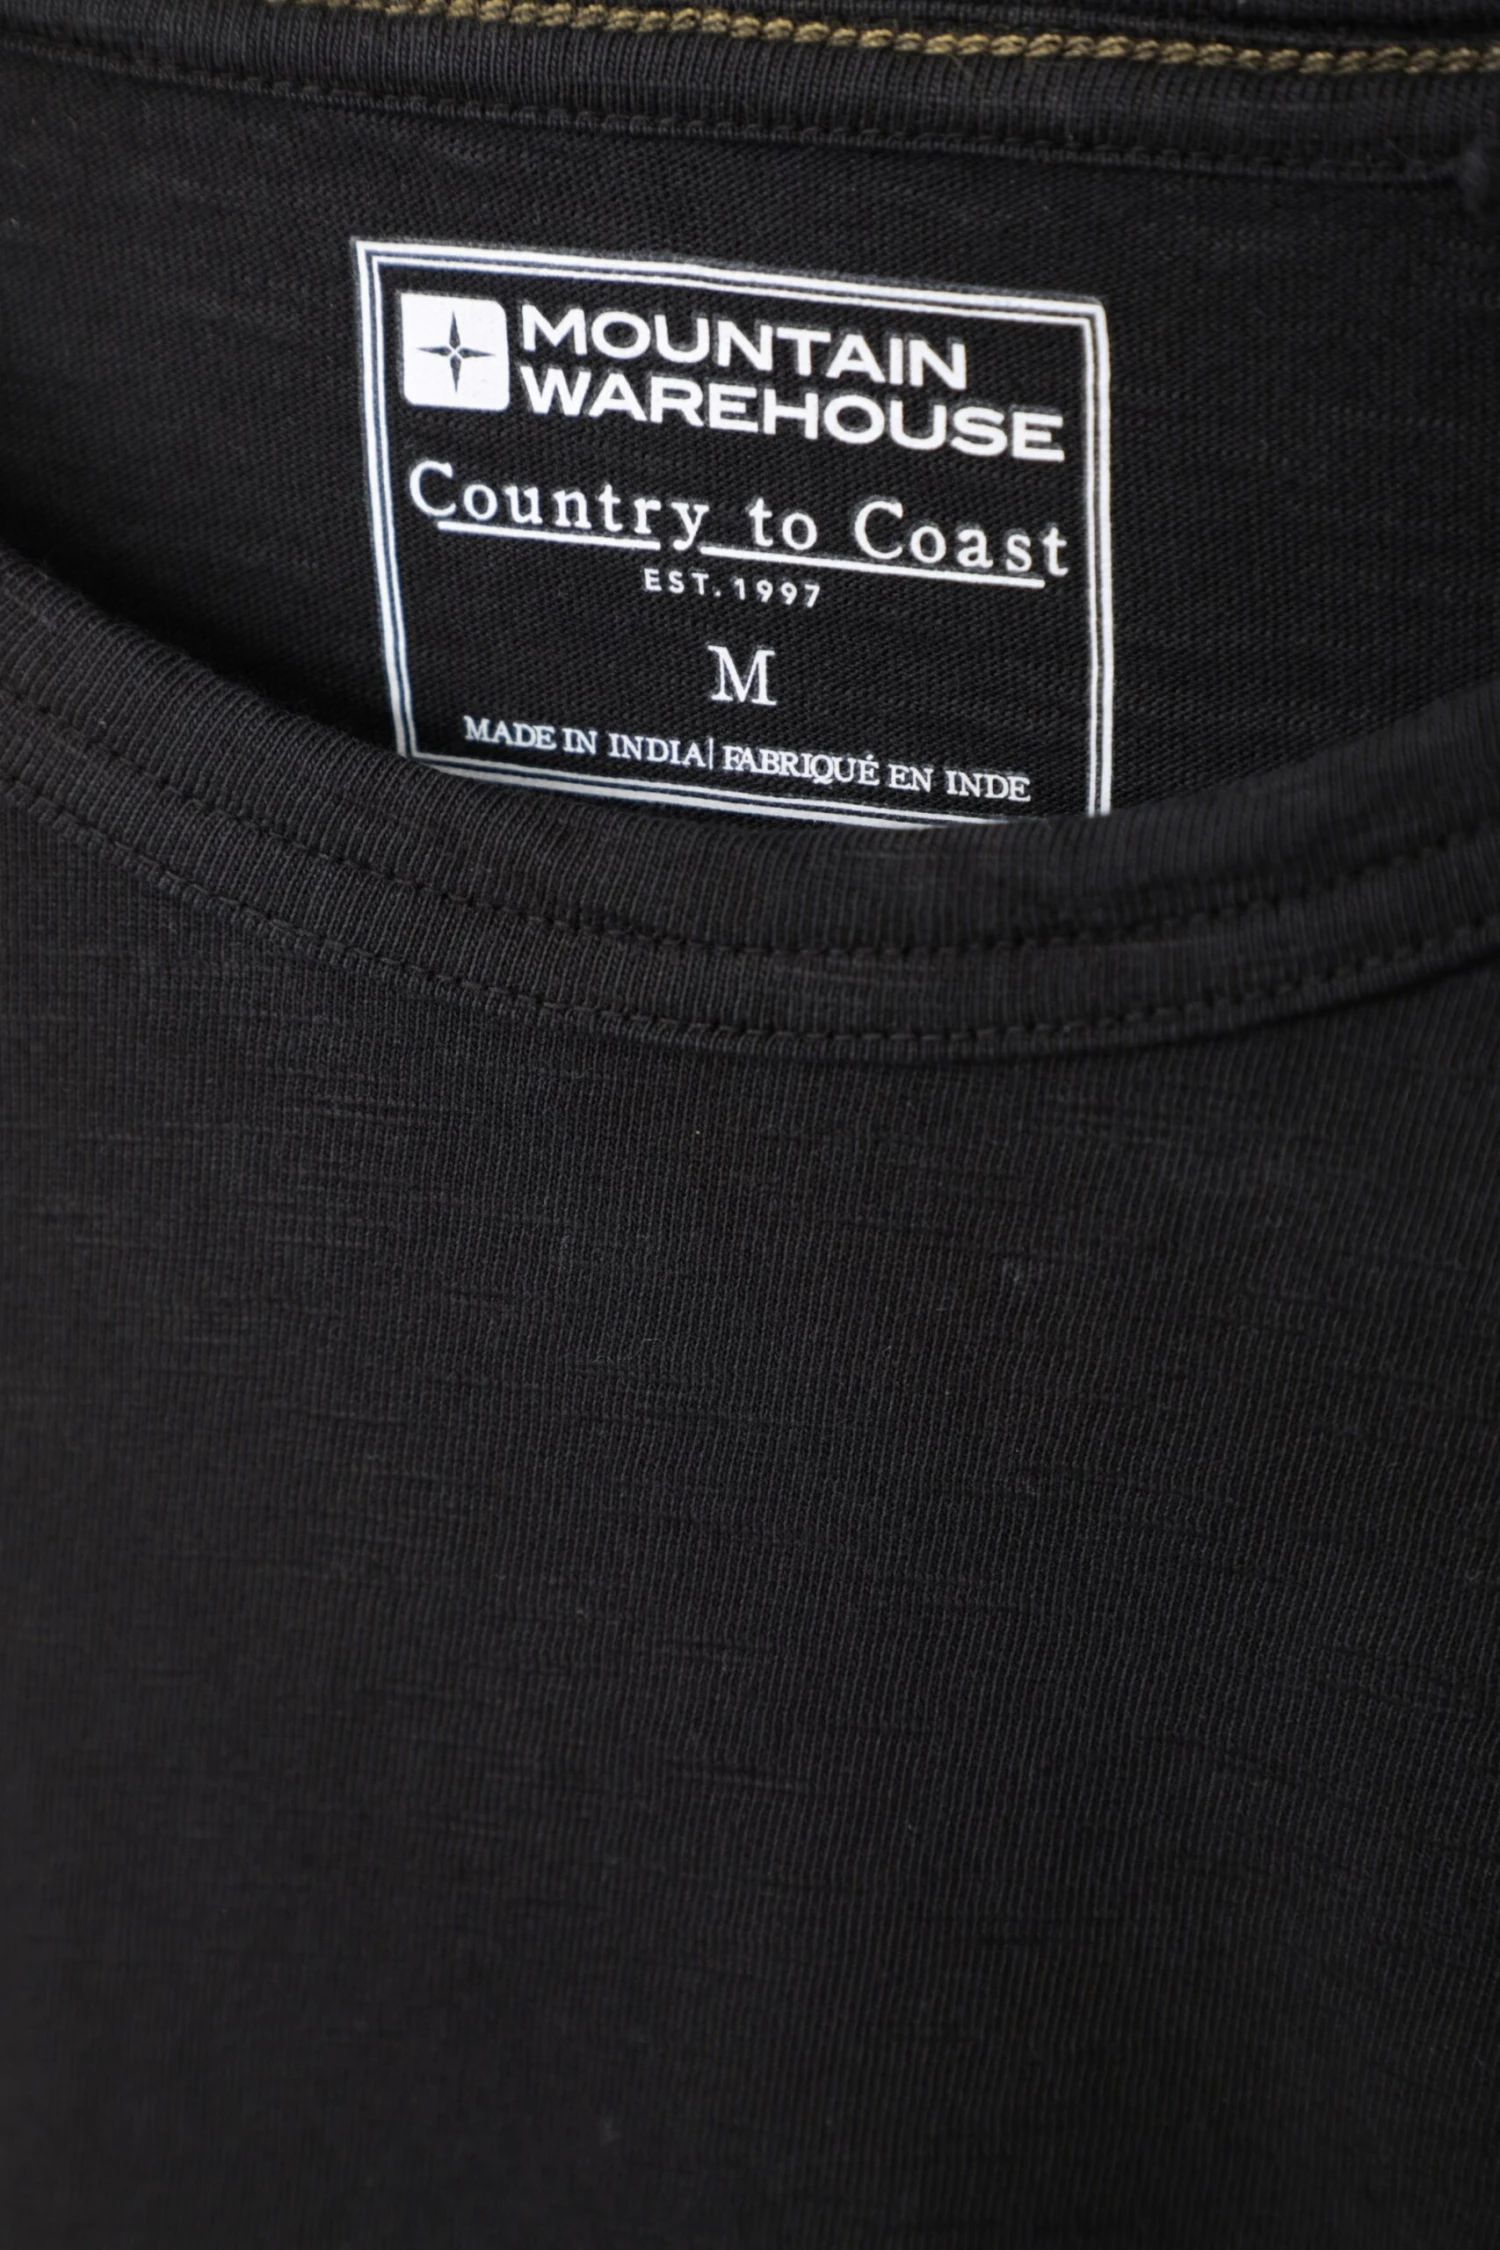 MOUNTAIN
WAREHOUSE
Country to Coast
EST. 1997
M
MADE IN INDIA | FABRIQUÉ EN INDE